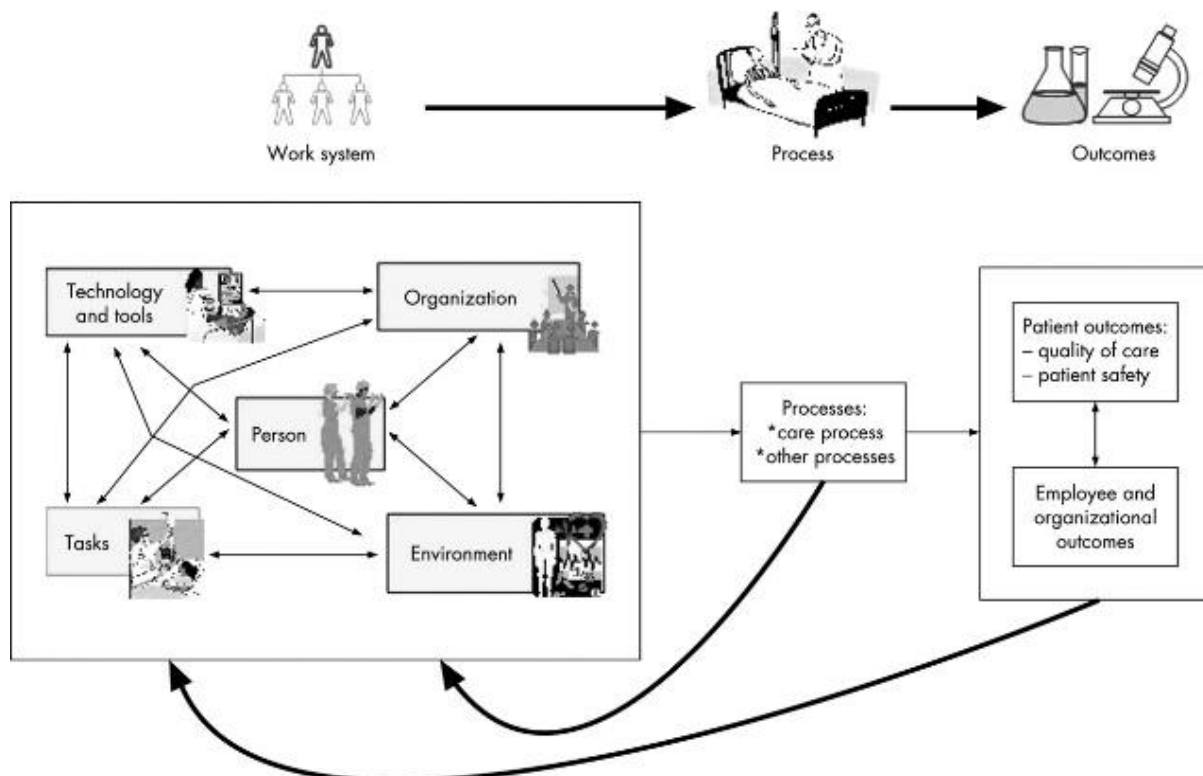 Work system
Process
Outcomes
Technology
and tools
Organization
Person
Tasks
Environment
Processes:
*care process
*other processes
Patient outcomes:
– quality of care
– patient safety
Employee and
organizational
outcomes